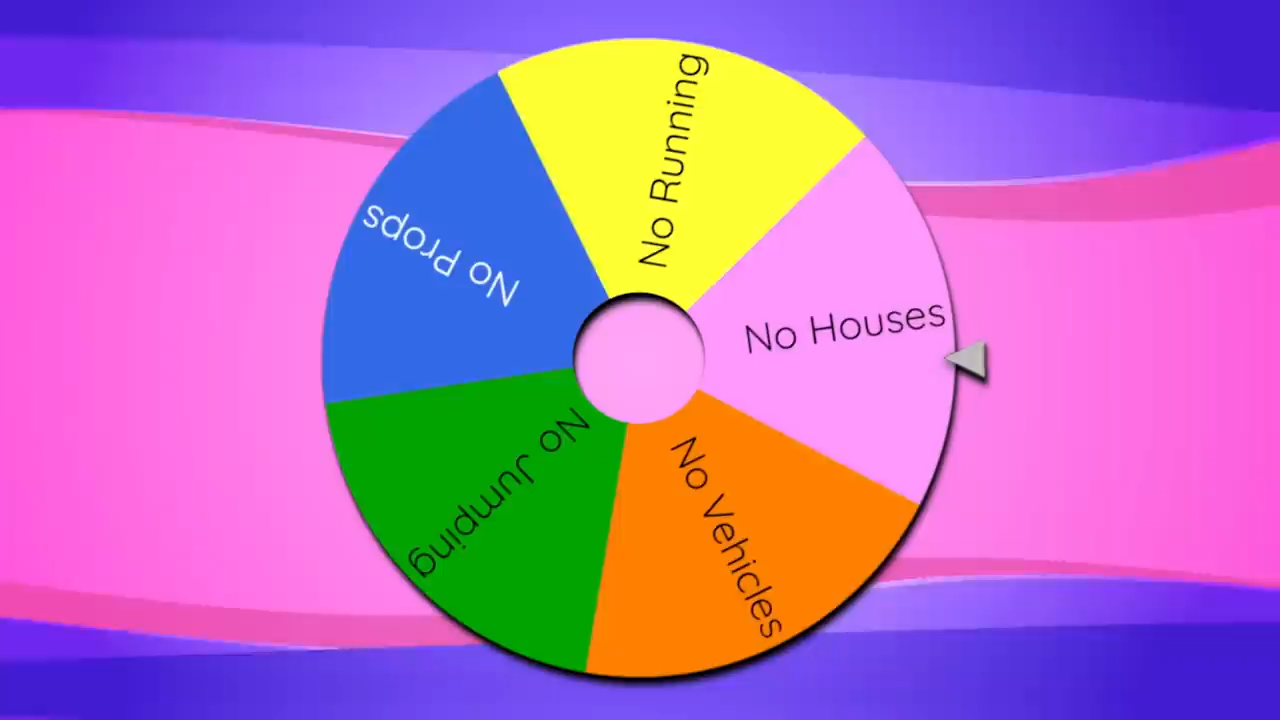 No Running
No Houses
No Vehicles
No Jumping
No Props